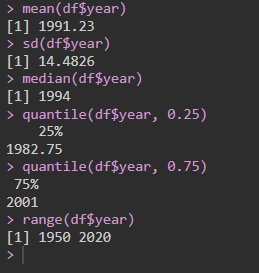 > mean(df$year)
[1] 1991.23
> sd(df$year)
[1] 14.4826
> median(df$year)
[1] 1994
> quantile(df$year, 0.25)
    25%
1982.75
> quantile(df$year, 0.75)
 75%
2001
> range(df$year)
[1] 1950 2020
>